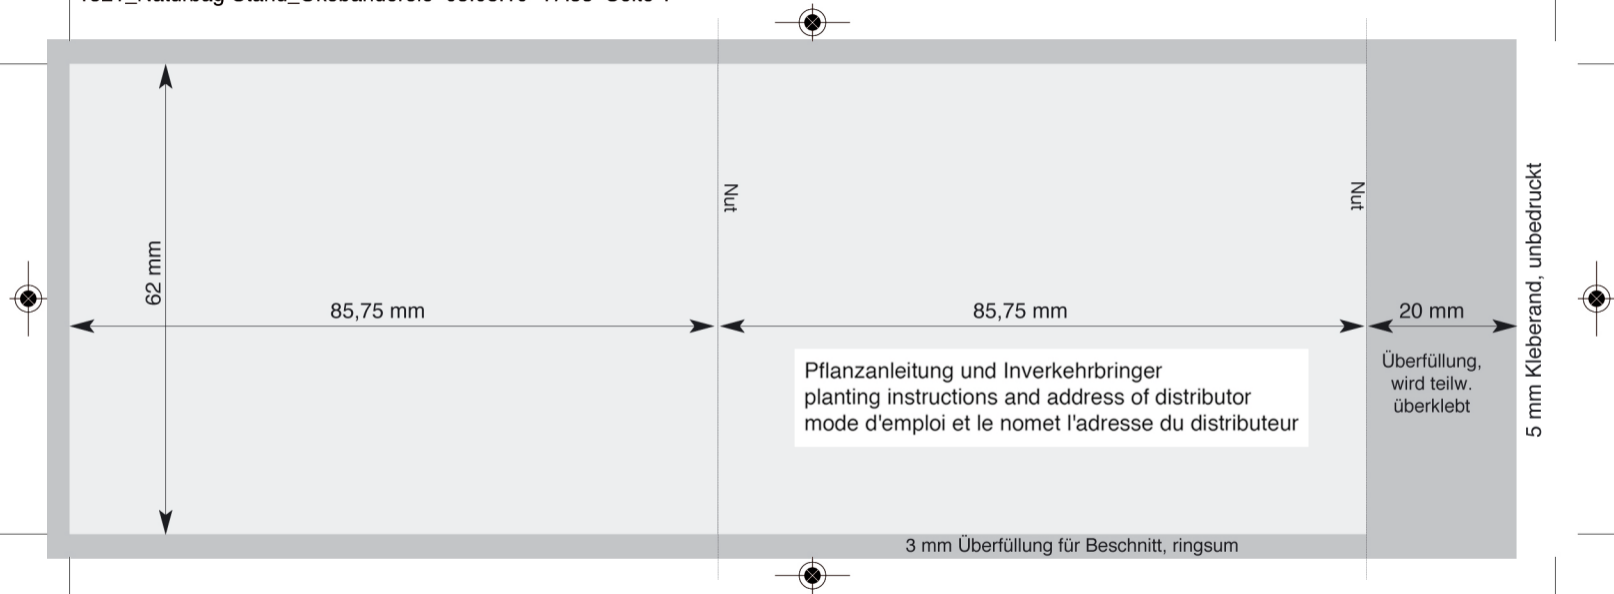 62 mm
85,75 mm
Nut
85,75 mm
Nut
20 mm
Überfüllung,
wird teilw.
überklebt
5 mm Kleberand, unbedruckt
Pflanzanleitung und Inverkehrbringer
planting instructions and address of distributor
mode d'emploi et le nomet l'adresse du distributeur
3 mm Überfüllung für Beschnitt, ringsum